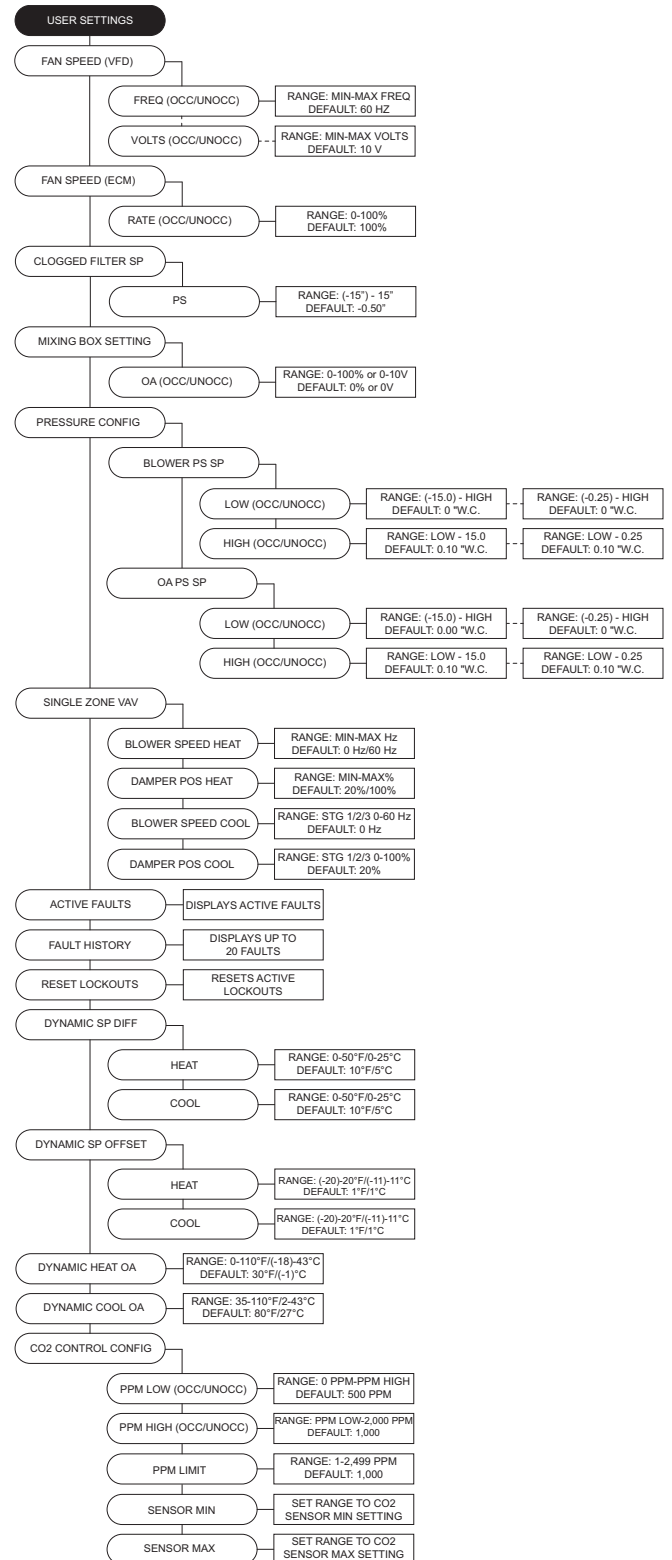 USER SETTINGS
FAN SPEED (VFD)
FREQ (OCC/UNOCC)
RANGE: MIN-MAX FREQ
DEFAULT: 60 HZ
VOLTS (OCC/UNOCC)
RANGE: MIN-MAX VOLTS
DEFAULT: 10 V
FAN SPEED (ECM)
RATE (OCC/UNOCC)
RANGE: 0-100%
DEFAULT: 100%
CLOGGED FILTER SP
PS
RANGE: (-15") - 15"
DEFAULT: -0.50"
MIXING BOX SETTING
OA (OCC/UNOCC)
RANGE: 0-100% or 0-10V
DEFAULT: 0% or 0V
PRESSURE CONFIG
BLOWER PS SP
LOW (OCC/UNOCC)
RANGE: (-15.0) - HIGH
DEFAULT: 0 "W.C.
RANGE: (-0.25) - HIGH
DEFAULT: 0 "W.C.
HIGH (OCC/UNOCC)
RANGE: LOW - 15.0
DEFAULT: 0.10 "W.C.
RANGE: LOW - 0.25
DEFAULT: 0.10 "W.C.
OA PS SP
LOW (OCC/UNOCC)
RANGE: (-15.0) - HIGH
DEFAULT: 0.00 "W.C.
RANGE: (-0.25) - HIGH
DEFAULT: 0 "W.C.
HIGH (OCC/UNOCC)
RANGE: LOW - 15.0
DEFAULT: 0.10 "W.C.
RANGE: LOW - 0.25
DEFAULT: 0.10 "W.C.
SINGLE ZONE VAV
BLOWER SPEED HEAT
RANGE: MIN-MAX Hz
DEFAULT: 0 Hz/60 Hz
DAMPER POS HEAT
RANGE: MIN-MAX%
DEFAULT: 20%/100%
BLOWER SPEED COOL
RANGE: STG 1/2/3 0-60 Hz
DEFAULT: 0 Hz
DAMPER POS COOL
RANGE: STG 1/2/3 0-100%
DEFAULT: 20%
ACTIVE FAULTS
DISPLAYS ACTIVE FAULTS
FAULT HISTORY
DISPLAYS UP TO
20 FAULTS
RESET LOCKOUTS
RESETS ACTIVE
LOCKOUTS
DYNAMIC SP DIFF
HEAT
RANGE: 0-50°F/0-25°C
DEFAULT: 10°F/5°C
COOL
RANGE: 0-50°F/0-25°C
DEFAULT: 10°F/5°C
DYNAMIC SP OFFSET
HEAT
RANGE: (-20)-20°F/(-11)-11°C
DEFAULT: 1°F/1°C
COOL
RANGE: (-20)-20°F/(-11)-11°C
DEFAULT: 1°F/1°C
DYNAMIC HEAT OA
RANGE: 0-110°F/(-18)-43°C
DEFAULT: 30°F/(-1)°C
DYNAMIC COOL OA
RANGE: 35-110°F/2-43°C
DEFAULT: 80°F/27°C
CO2 CONTROL CONFIG
PPM LOW (OCC/UNOCC)
RANGE: 0 PPM-PPM HIGH
DEFAULT: 500 PPM
PPM HIGH (OCC/UNOCC)
RANGE: PPM LOW-2,000 PPM
DEFAULT: 1,000
PPM LIMIT
RANGE: 1-2,499 PPM
DEFAULT: 1,000
SENSOR MIN
SET RANGE TO CO2
SENSOR MIN SETTING
SENSOR MAX
SET RANGE TO CO2
SENSOR MAX SETTING